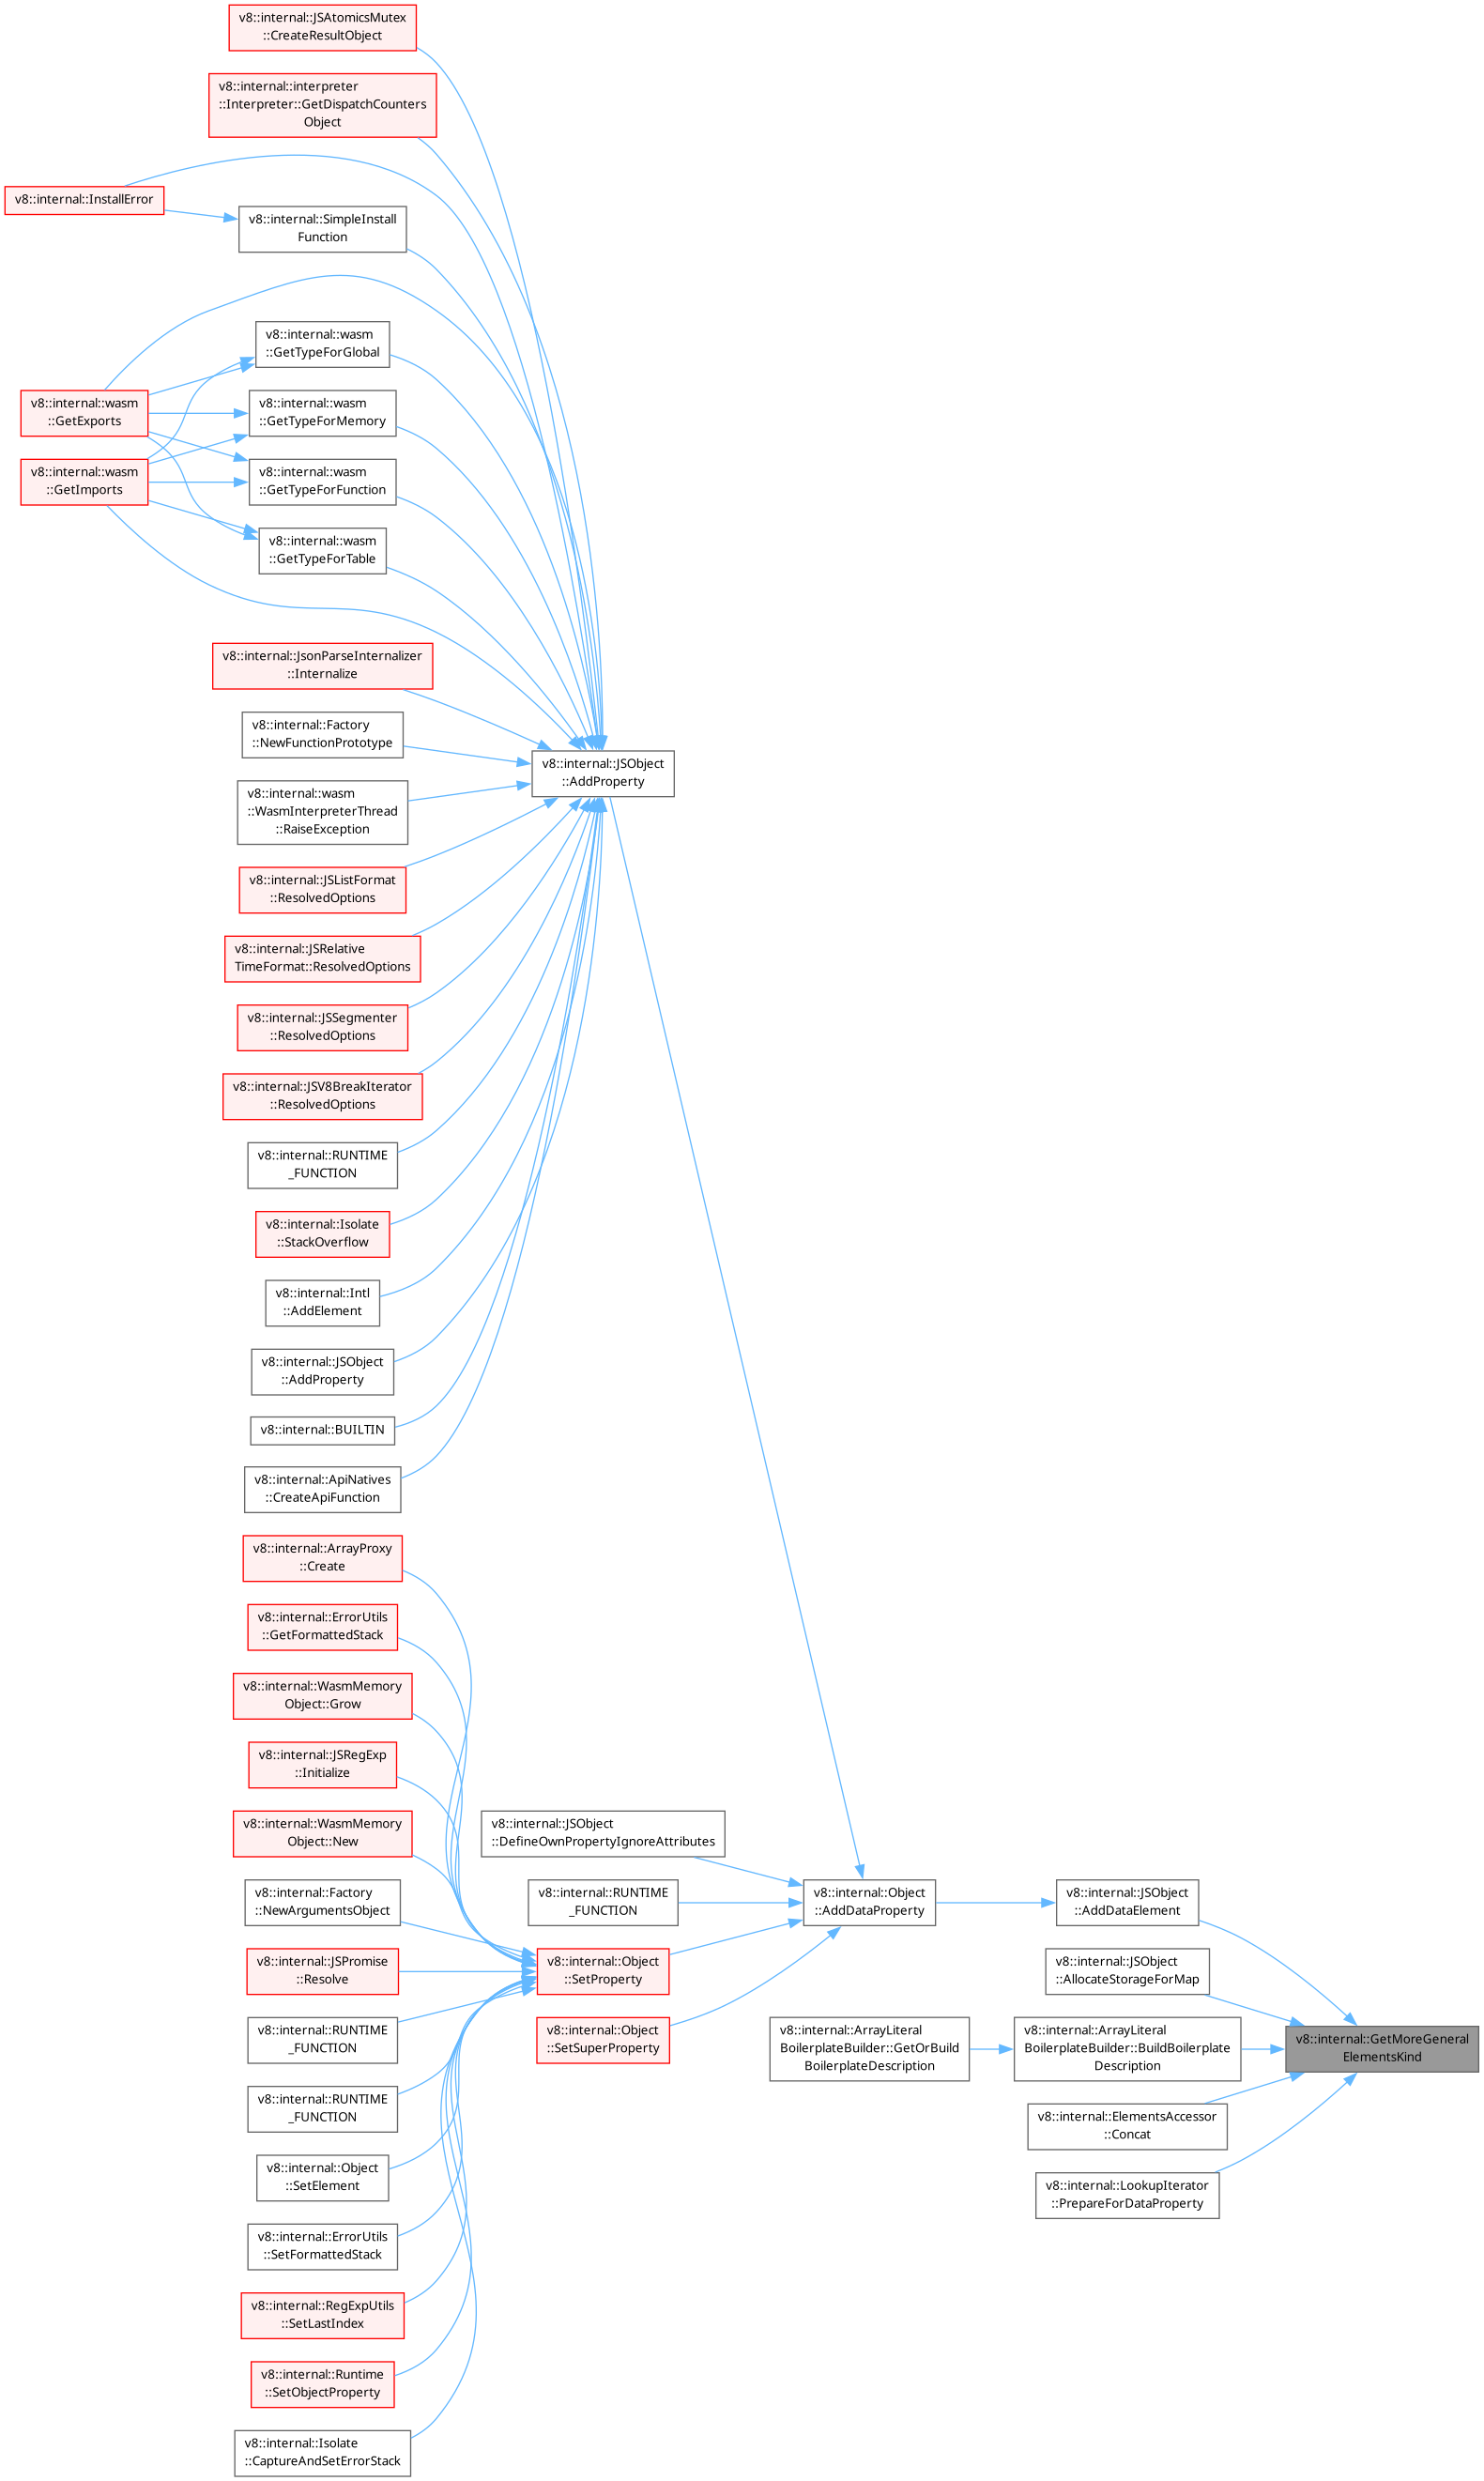 v8::internal::JSAtomicsMutex
::CreateResultObject
v8::internal::interpreter
::Interpreter::GetDispatchCounters
Object
v8::internal::InstallError
v8::internal::SimpleInstall
Function
v8::internal::wasm
::GetTypeForGlobal
v8::internal::wasm
::GetExports
v8::internal::wasm
::GetTypeForMemory
v8::internal::wasm
::GetImports
v8::internal::wasm
::GetTypeForFunction
v8::internal::wasm
::GetTypeForTable
v8::internal::JsonParseInternalizer
::Internalize
v8::internal::Factory
::NewFunctionPrototype
v8::internal::JSObject
::AddProperty
v8::internal::wasm
::WasmInterpreterThread
::RaiseException
v8::internal::JSListFormat
::ResolvedOptions
v8::internal::JSRelative
TimeFormat::ResolvedOptions
v8::internal::JSSegmenter
::ResolvedOptions
v8::internal::JSV8BreakIterator
::ResolvedOptions
v8::internal::RUNTIME
_FUNCTION
v8::internal::Isolate
::StackOverflow
v8::internal::Intl
::AddElement
v8::internal::JSObject
::AddProperty
v8::internal::BUILTIN
v8::internal::ApiNatives
::CreateApiFunction
v8::internal::ArrayProxy
::Create
v8::internal::ErrorUtils
::GetFormattedStack
v8::internal::WasmMemory
Object::Grow
v8::internal::JSRegExp
::Initialize
v8::internal::WasmMemory
Object::New
v8::internal::JSObject
::DefineOwnPropertyIgnoreAttributes
v8::internal::Factory
::NewArgumentsObject
v8::internal::RUNTIME
_FUNCTION
v8::internal::Object
::AddDataProperty
v8::internal::JSObject
::AddDataElement
v8::internal::JSPromise
::Resolve
v8::internal::Object
::SetProperty
v8::internal::JSObject
::AllocateStorageForMap
v8::internal::RUNTIME
_FUNCTION
v8::internal::Object
::SetSuperProperty
v8::internal::ArrayLiteral
BoilerplateBuilder::GetOrBuild
BoilerplateDescription
v8::internal::ArrayLiteral
BoilerplateBuilder::BuildBoilerplate
Description
v8::internal::GetMoreGeneral
ElementsKind
v8::internal::RUNTIME
_FUNCTION
v8::internal::ElementsAccessor
::Concat
v8::internal::Object
::SetElement
v8::internal::LookupIterator
::PrepareForDataProperty
v8::internal::ErrorUtils
::SetFormattedStack
v8::internal::RegExpUtils
::SetLastIndex
v8::internal::Runtime
::SetObjectProperty
v8::internal::Isolate
::CaptureAndSetErrorStack